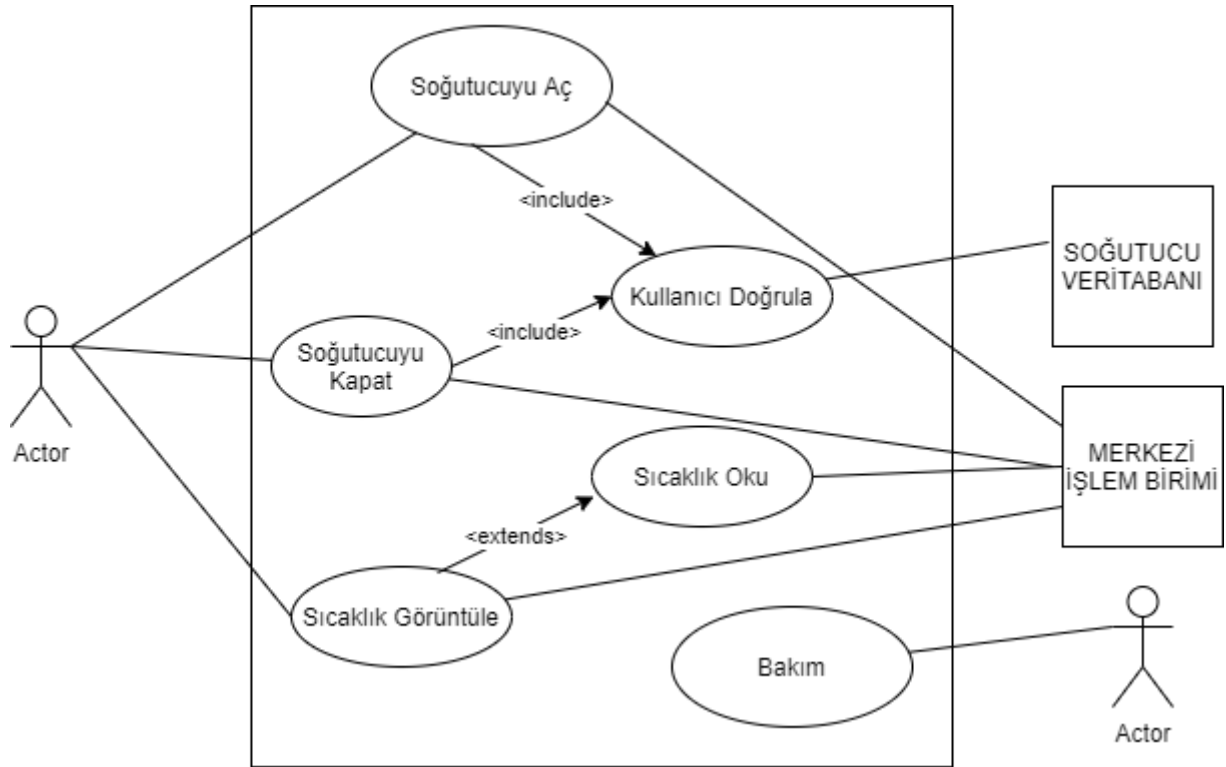 Soğutucuyu Aç
<include>
SOĞUTUCU
VERİTABANI
Kullanıcı Doğrula
<include>
Soğutucuyu
Kapat
Actor
MERKEZİ
İŞLEM BİRİMİ
Sıcaklık Oku
<extends>
Sıcaklık Görüntüle
Bakım
Actor